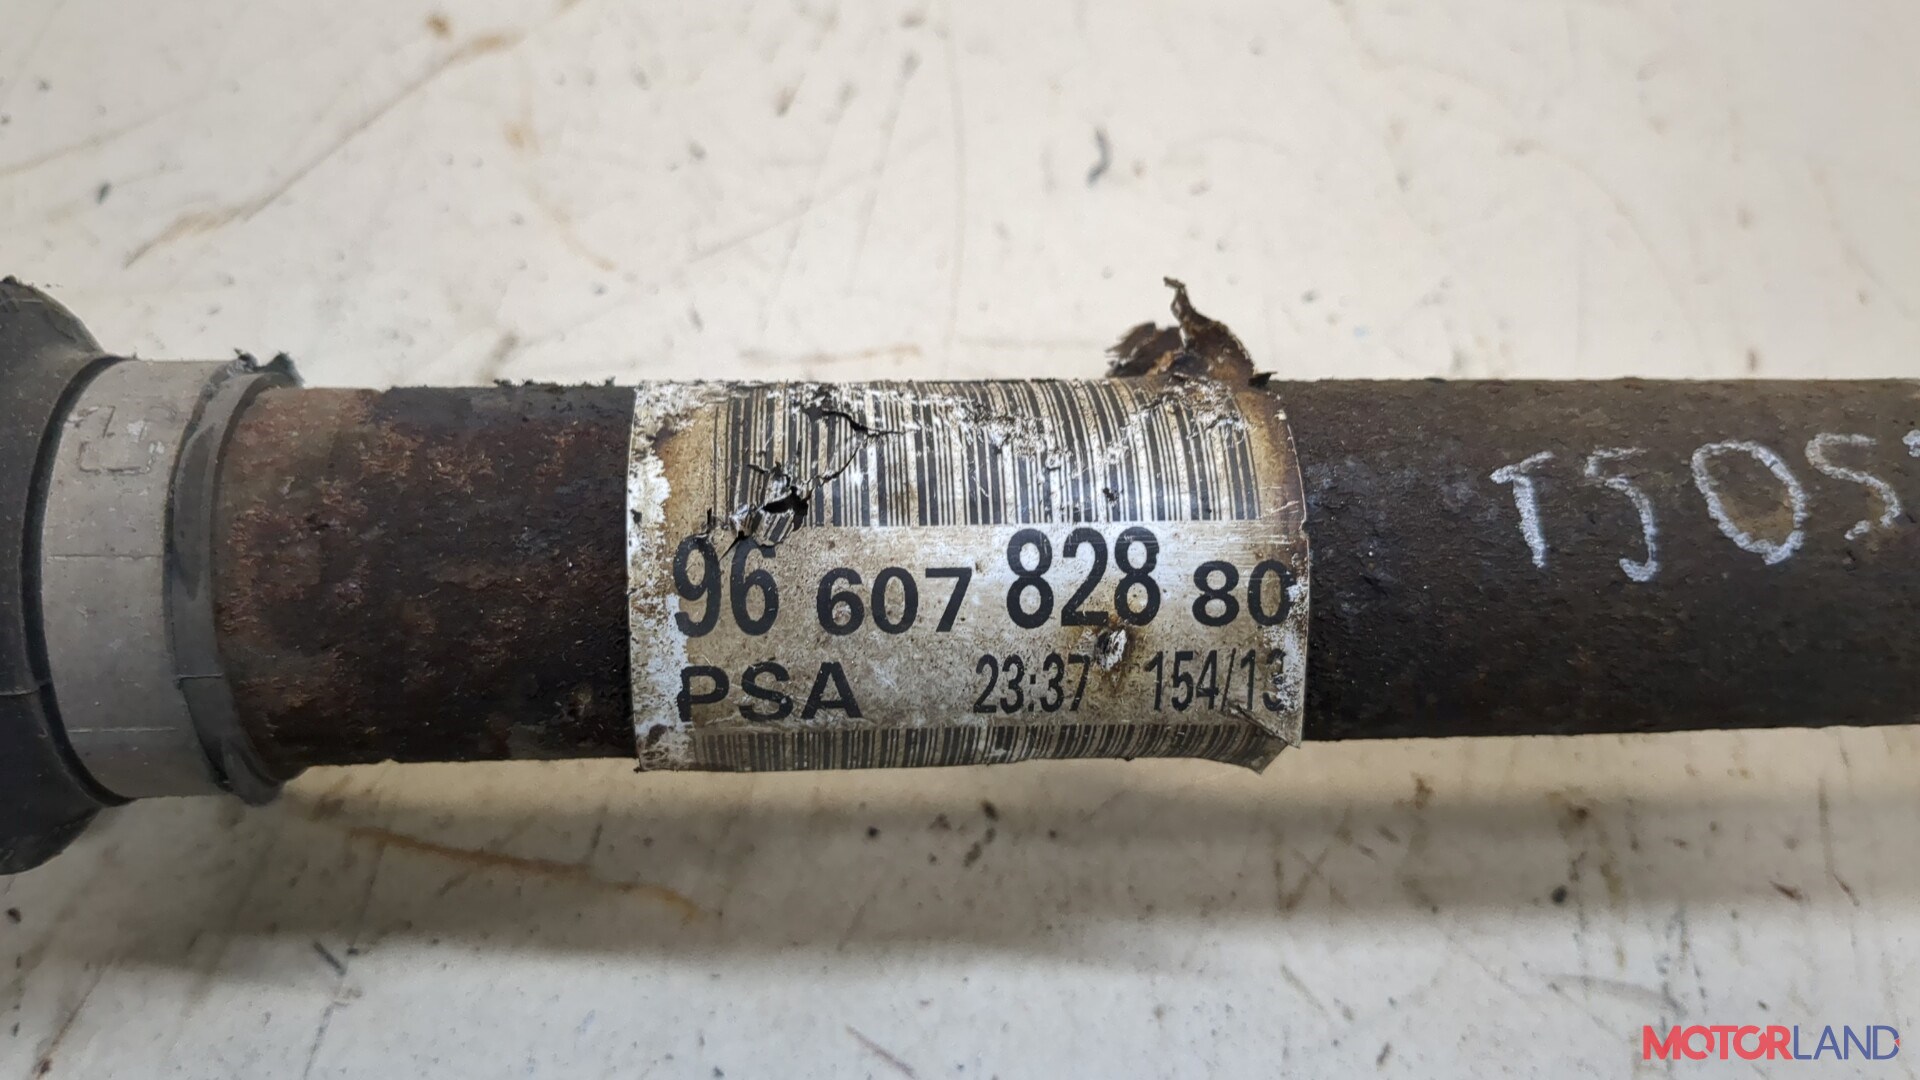 96 607 828 80
PSA 23:37 154/13
T505
MOTORLAND